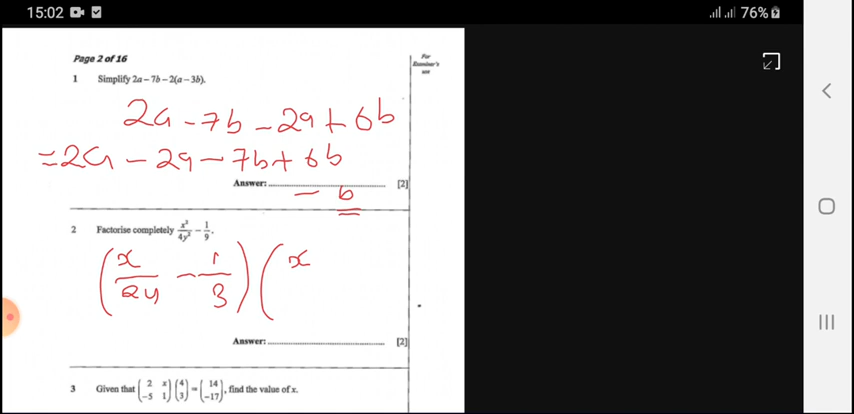 15:02 76%
Page 2 of 16
For Examiner's use
1 Simplify 2a – 7b – 2(a – 3b).
2a - 7b - 2a + 6b
= 2a - 2a - 7b + 6b
Answer: [2]
- b
2 Factorise completely x²/4y² – 1/9.
(x/2y - 1/3)(x
Answer: [2]
3 Given that (2 x; –5 1)(4; 3) = (14; –17), find the value of x.